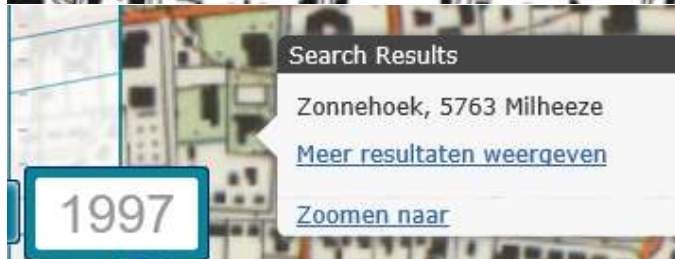 Search Results
Zonnehoek, 5763 Milheeze
Meer resultaten weergeven
Zoomen naar
1997